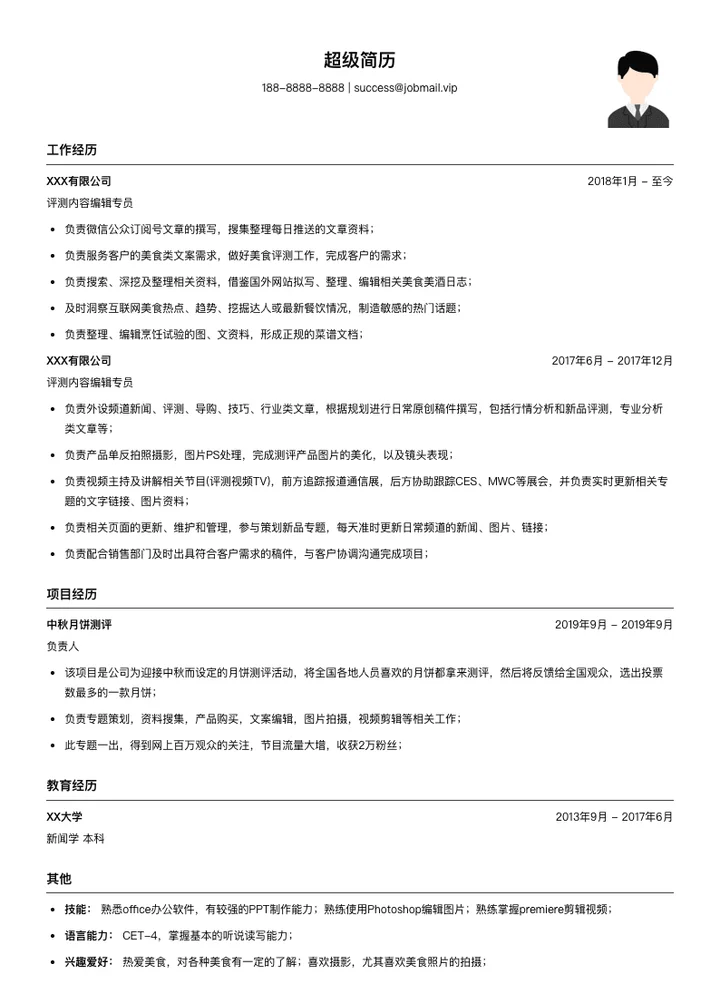 超级简历
188-8888-8888 | success@jobmail.vip
工作经历
XXX有限公司 2018年1月 – 至今
评测内容编辑专员
• 负责微信公众订阅号文章的撰写，搜集整理每日推送的文章资料；
• 负责服务客户的美食类文案需求，做好美食评测工作，完成客户的需求；
• 负责搜索、深挖及整理相关资料，借鉴国外网站拟写、整理、编辑相关美食美酒日志；
• 及时洞察互联网美食热点、趋势、挖掘达人或最新餐饮情况，制造敏感的热门话题；
• 负责整理、编辑烹饪试验的图、文资料，形成正规的菜谱文档；
XXX有限公司 2017年6月 – 2017年12月
评测内容编辑专员
• 负责外设频道新闻、评测、导购、技巧、行业类文章，根据规划进行日常原创稿件撰写，包括行情分析和新品评测，专业分析
类文章等；
• 负责产品单反拍照摄影，图片PS处理，完成测评产品图片的美化，以及镜头表现；
• 负责视频主持及讲解相关节目(评测视频TV)，前方追踪报道通信展，后方协助跟踪CES、MWC等展会，并负责实时更新相关专
题的文字链接、图片资料；
• 负责相关页面的更新、维护和管理，参与策划新品专题，每天准时更新日常频道的新闻、图片、链接；
• 负责配合销售部门及时出具符合客户需求的稿件，与客户协调沟通完成项目；
项目经历
中秋月饼测评 2019年9月 – 2019年9月
负责人
• 该项目是公司为迎接中秋而设定的月饼测评活动，将全国各地人员喜欢的月饼都拿来测评，然后将反馈给全国观众，选出投票
数最多的一款月饼；
• 负责专题策划，资料搜集，产品购买，文案编辑，图片拍摄，视频剪辑等相关工作；
• 此专题一出，得到网上百万观众的关注，节目流量大增，收获2万粉丝；
教育经历
XX大学 2013年9月 – 2017年6月
新闻学 本科
其他
• 技能： 熟悉office办公软件，有较强的PPT制作能力；熟练使用Photoshop编辑图片；熟练掌握premiere剪辑视频；
• 语言能力： CET-4，掌握基本的听说读写能力；
• 兴趣爱好： 热爱美食，对各种美食有一定的了解；喜欢摄影，尤其喜欢美食照片的拍摄；